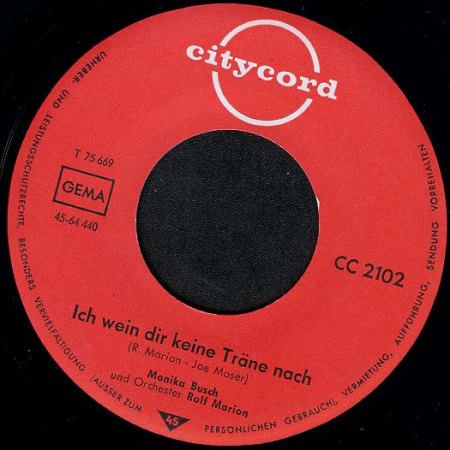 citycord
T 75 669
GEMA
45-64 440
CC 2102
Ich wein dir keine Träne nach
(R. Marion - Joe Moser)
Monika Busch
und Orchester Rolf Marion
45
URHEBER- UND LEISTUNGSSCHUTZRECHTE, BESONDERS VERVIELFÄLTIGUNG (AUSSER ZUM PERSÖNLICHEN GEBRAUCH), VERMIETUNG, AUFFÜHRUNG, SENDUNG VORBEHALTEN